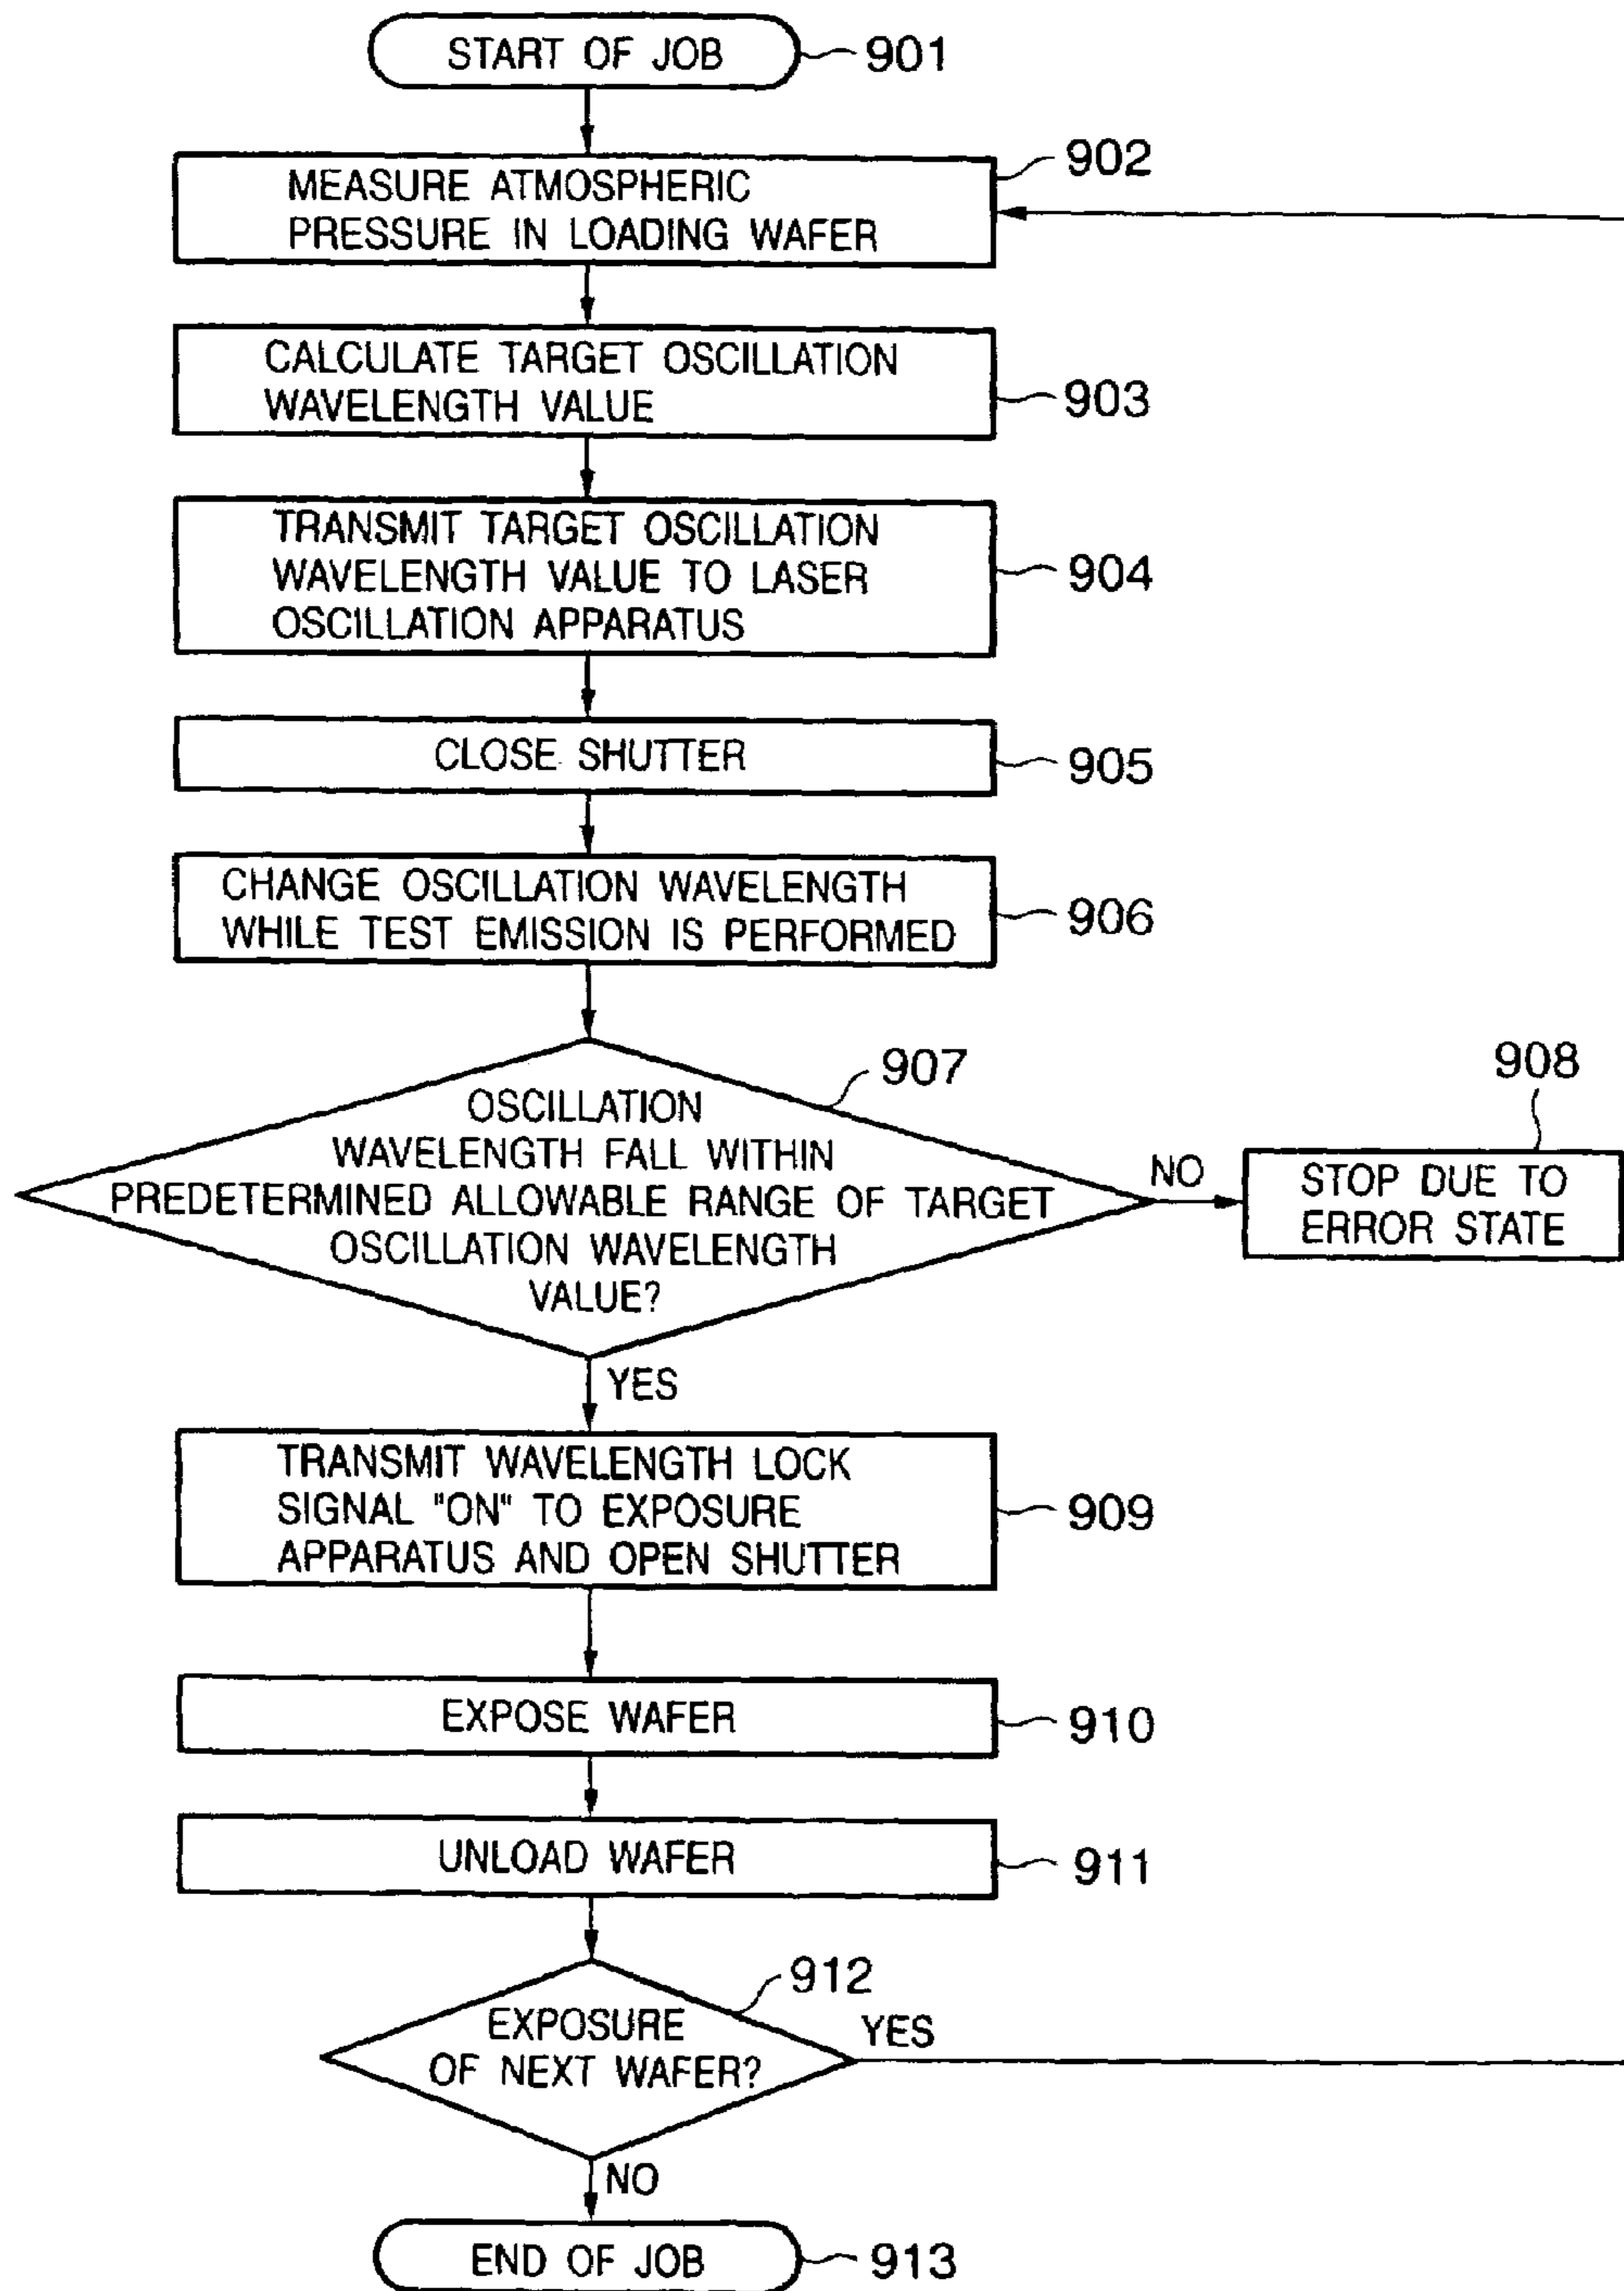 START OF JOB
901
902
MEASURE ATMOSPHERIC
PRESSURE IN LOADING WAFER
CALCULATE TARGET OSCILLATION
WAVELENGTH VALUE
903
TRANSMIT TARGET OSCILLATION
WAVELENGTH VALUE TO LASER
OSCILLATION APPARATUS
904
CLOSE SHUTTER
905
CHANGE OSCILLATION WAVELENGTH
WHILE TEST EMISSION IS PERFORMED
906
907
OSCILLATION
WAVELENGTH FALL WITHIN
PREDETERMINED ALLOWABLE RANGE OF TARGET
OSCILLATION WAVELENGTH
VALUE?
NO
908
STOP DUE TO
ERROR STATE
YES
TRANSMIT WAVELENGTH LOCK
SIGNAL "ON" TO EXPOSURE
APPARATUS AND OPEN SHUTTER
909
EXPOSE WAFER
910
UNLOAD WAFER
911
912
EXPOSURE
OF NEXT WAFER?
YES
NO
END OF JOB
913